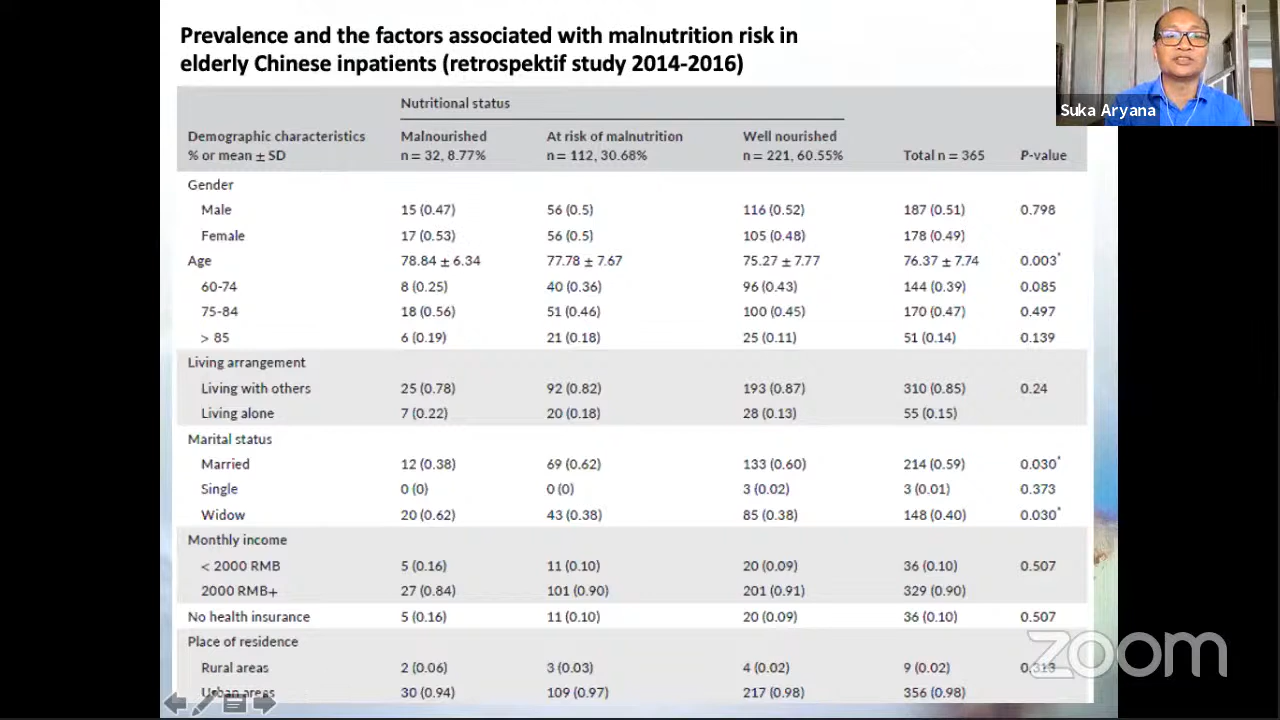 Prevalence and the factors associated with malnutrition risk in
elderly Chinese inpatients (retrospektif study 2014-2016)
Suka Aryana
Nutritional status
Demographic characteristics Malnourished At risk of malnutrition Well nourished
% or mean ± SD n = 32, 8.77% n = 112, 30.68% n = 221, 60.55% Total n = 365 P-value
Gender
Male 15 (0.47) 56 (0.5) 116 (0.52) 187 (0.51) 0.798
Female 17 (0.53) 56 (0.5) 105 (0.48) 178 (0.49)
Age 78.84 ± 6.34 77.78 ± 7.67 75.27 ± 7.77 76.37 ± 7.74 0.003*
60-74 8 (0.25) 40 (0.36) 96 (0.43) 144 (0.39) 0.085
75-84 18 (0.56) 51 (0.46) 100 (0.45) 170 (0.47) 0.497
> 85 6 (0.19) 21 (0.18) 25 (0.11) 51 (0.14) 0.139
Living arrangement
Living with others 25 (0.78) 92 (0.82) 193 (0.87) 310 (0.85) 0.24
Living alone 7 (0.22) 20 (0.18) 28 (0.13) 55 (0.15)
Marital status
Married 12 (0.38) 69 (0.62) 133 (0.60) 214 (0.59) 0.030*
Single 0 (0) 0 (0) 3 (0.02) 3 (0.01) 0.373
Widow 20 (0.62) 43 (0.38) 85 (0.38) 148 (0.40) 0.030*
Monthly income
< 2000 RMB 5 (0.16) 11 (0.10) 20 (0.09) 36 (0.10) 0.507
2000 RMB+ 27 (0.84) 101 (0.90) 201 (0.91) 329 (0.90)
No health insurance 5 (0.16) 11 (0.10) 20 (0.09) 36 (0.10) 0.507
Place of residence
Rural areas 2 (0.06) 3 (0.03) 4 (0.02) 9 (0.02) 0.313
Urban areas 30 (0.94) 109 (0.97) 217 (0.98) 356 (0.98)
zoom